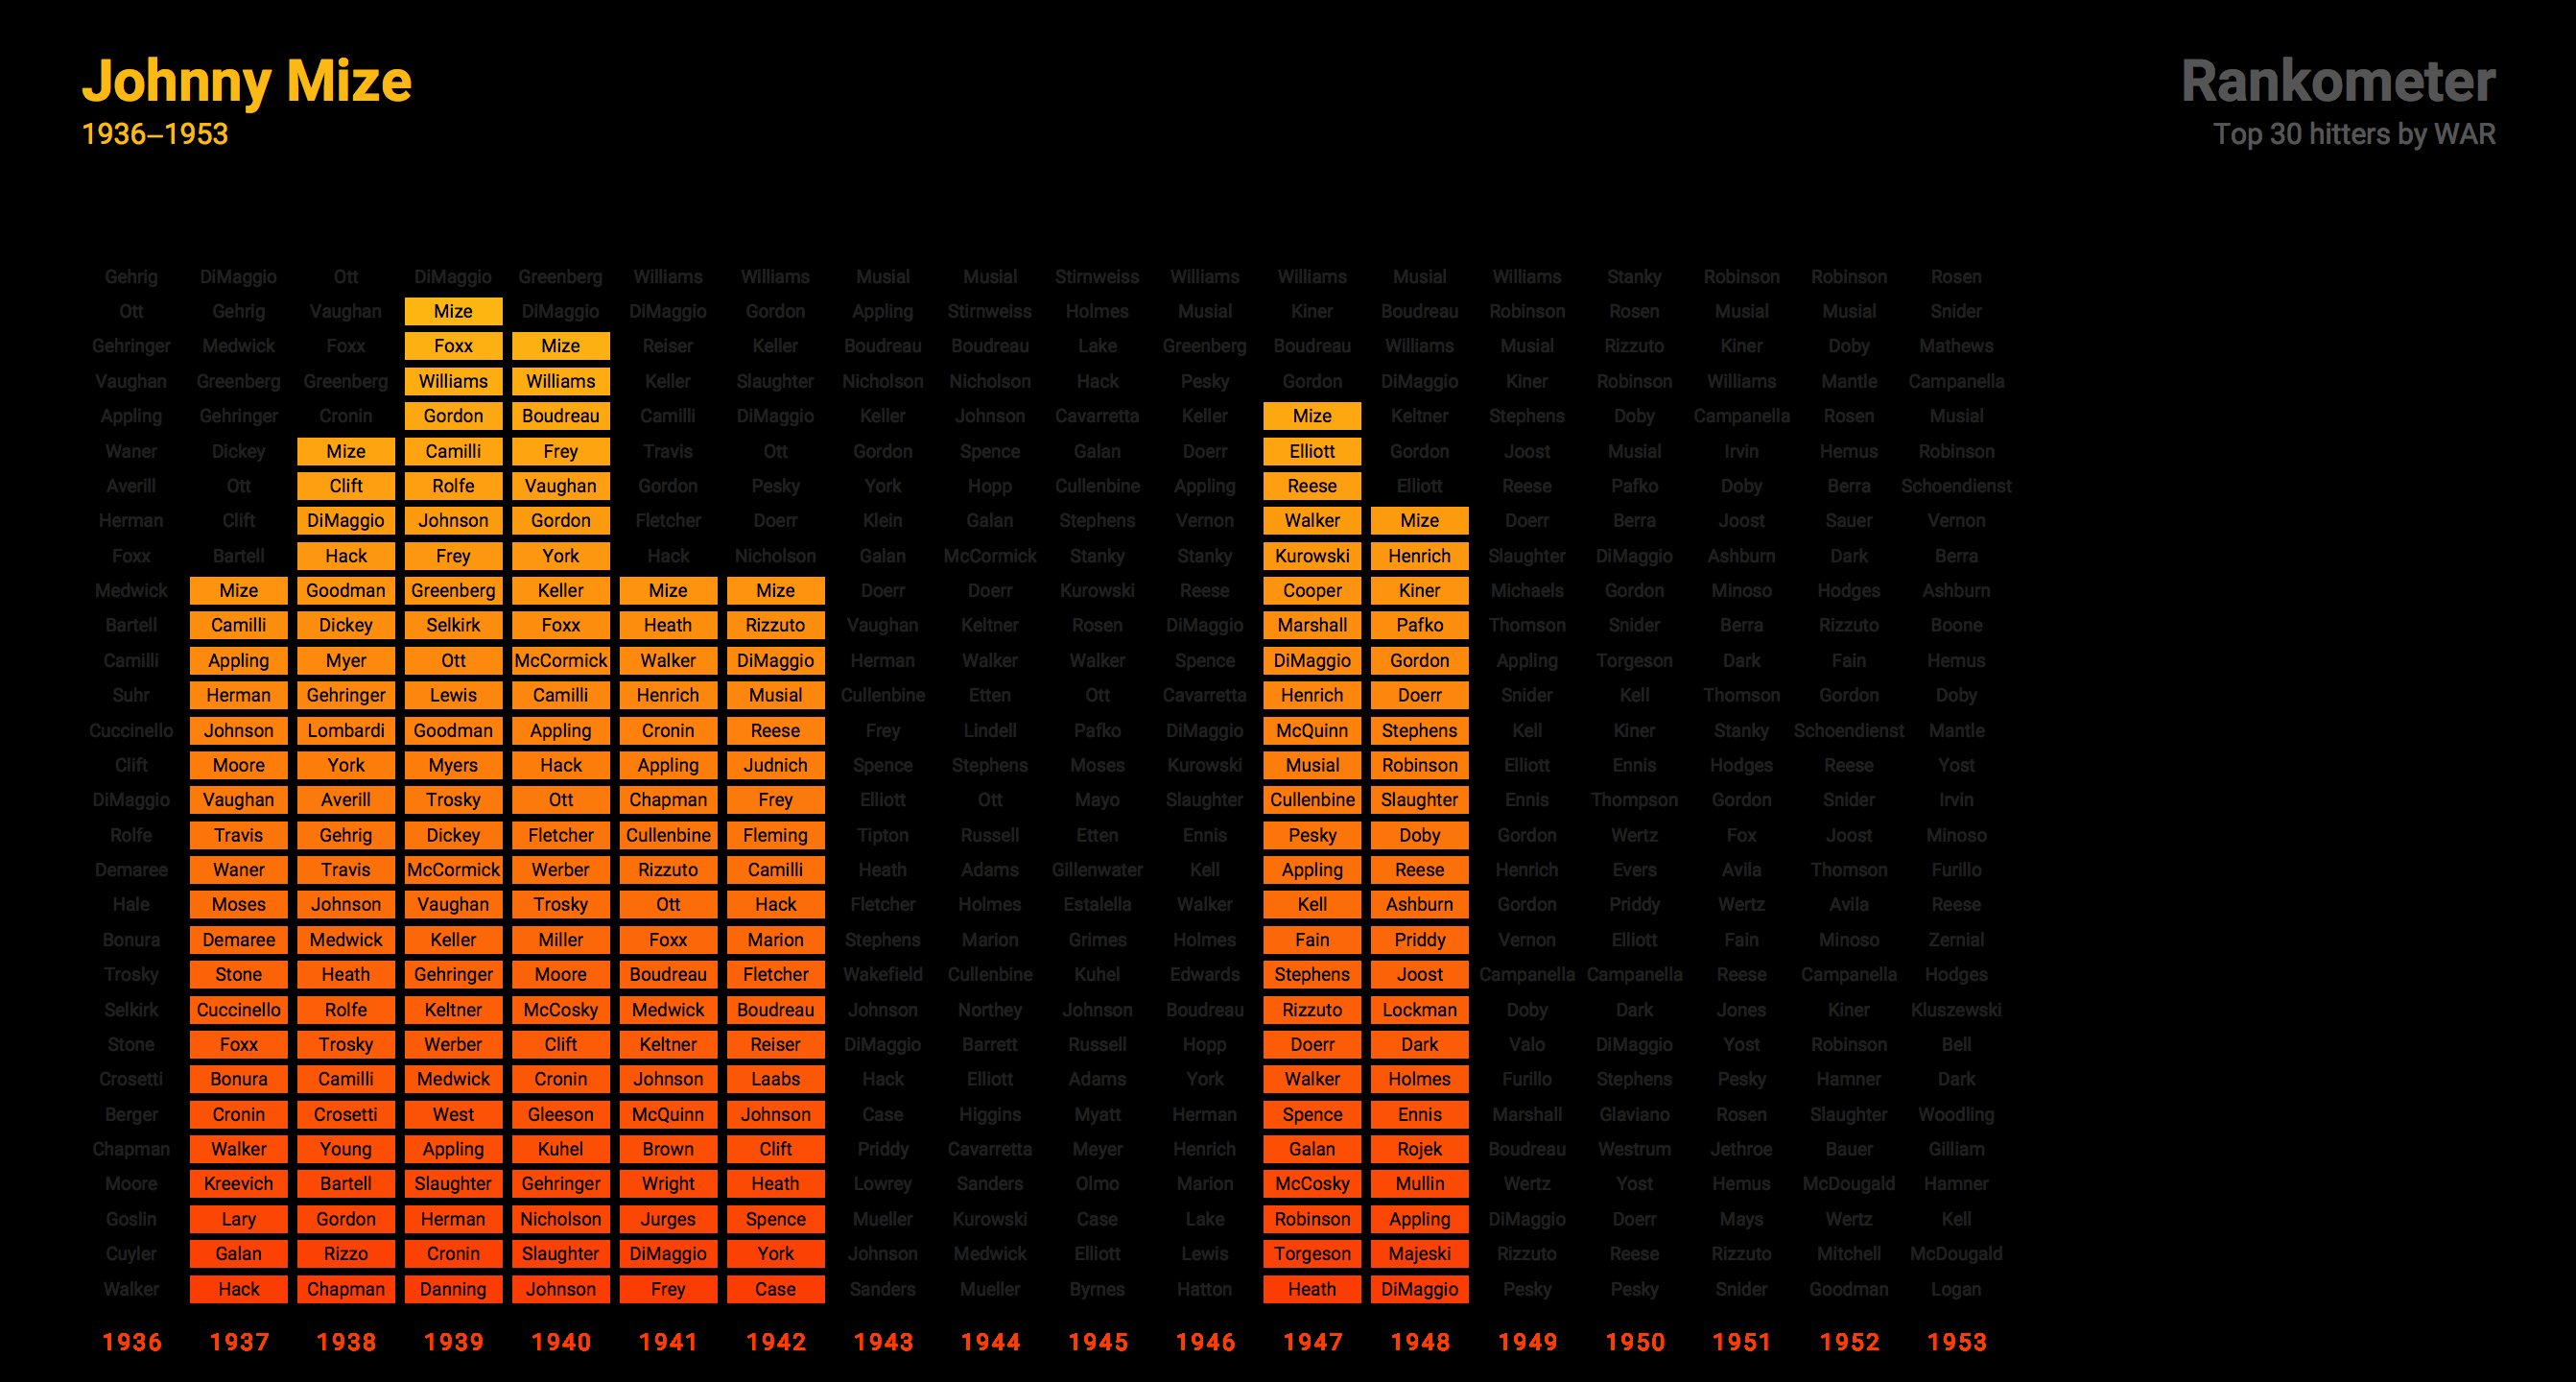 Johnny Mize
1936–1953
Rankometer
Top 30 hitters by WAR
Gehrig DiMaggio Ott DiMaggio Greenberg Williams Williams Musial Musial Stirnweiss Williams Williams Musial Williams Stanky Robinson Robinson Rosen
Ott Gehrig Vaughan Mize DiMaggio DiMaggio Gordon Appling Stirnweiss Holmes Musial Kiner Boudreau Robinson Rosen Musial Musial Snider
Gehringer Medwick Foxx Foxx Mize Reiser Keller Boudreau Boudreau Lake Greenberg Boudreau Williams Musial Rizzuto Kiner Doby Mathews
Vaughan Greenberg Greenberg Williams Williams Keller Slaughter Nicholson Nicholson Hack Pesky Gordon DiMaggio Kiner Robinson Williams Mantle Campanella
Appling Gehringer Cronin Gordon Boudreau Camilli DiMaggio Keller Johnson Cavarretta Keller Mize Keltner Stephens Doby Campanella Rosen Musial
Waner Dickey Mize Camilli Frey Travis Ott Gordon Spence Galan Doerr Elliott Gordon Joost Musial Irvin Hemus Robinson
Averill Ott Clift Rolfe Vaughan Gordon Pesky York Hopp Cullenbine Appling Reese Elliott Reese Pafko Doby Berra Schoendienst
Herman Clift DiMaggio Johnson Gordon Fletcher Doerr Klein Galan Stephens Vernon Walker Mize Doerr Berra Joost Sauer Vernon
Foxx Bartell Hack Frey York Hack Nicholson Galan McCormick Stanky Stanky Kurowski Henrich Slaughter DiMaggio Ashburn Dark Berra
Medwick Mize Goodman Greenberg Keller Mize Mize Doerr Doerr Kurowski Reese Cooper Kiner Michaels Gordon Minoso Hodges Ashburn
Bartell Camilli Dickey Selkirk Foxx Heath Rizzuto Vaughan Keltner Rosen DiMaggio Marshall Pafko Thomson Snider Berra Rizzuto Boone
Camilli Appling Myer Ott McCormick Walker DiMaggio Herman Walker Walker Spence DiMaggio Gordon Appling Torgeson Dark Fain Hemus
Suhr Herman Gehringer Lewis Camilli Henrich Musial Cullenbine Etten Ott Cavarretta Henrich Doerr Snider Kell Thomson Gordon Doby
Cuccinello Johnson Lombardi Goodman Appling Cronin Reese Frey Lindell Pafko DiMaggio McQuinn Stephens Kell Kiner Stanky Schoendienst Mantle
Clift Moore York Myers Hack Appling Judnich Spence Stephens Moses Kurowski Musial Robinson Elliott Ennis Hodges Reese Yost
DiMaggio Vaughan Averill Trosky Ott Chapman Frey Elliott Ott Mayo Slaughter Cullenbine Slaughter Ennis Thompson Gordon Snider Irvin
Rolfe Travis Gehrig Dickey Fletcher Cullenbine Fleming Tipton Russell Etten Ennis Pesky Doby Gordon Wertz Fox Joost Minoso
Demaree Waner Travis McCormick Werber Rizzuto Camilli Heath Adams Gillenwater Kell Appling Reese Henrich Evers Avila Thomson Furillo
Hale Moses Johnson Vaughan Trosky Ott Hack Fletcher Holmes Estalella Walker Kell Ashburn Gordon Priddy Wertz Avila Reese
Bonura Demaree Medwick Keller Miller Foxx Marion Stephens Marion Grimes Holmes Fain Priddy Vernon Elliott Fain Minoso Zernial
Trosky Stone Heath Gehringer Moore Boudreau Fletcher Wakefield Cullenbine Kuhel Edwards Stephens Joost Campanella Campanella Reese Campanella Hodges
Selkirk Cuccinello Rolfe Keltner McCosky Medwick Boudreau Johnson Northey Johnson Boudreau Rizzuto Lockman Doby Dark Jones Kiner Kluszewski
Stone Foxx Trosky Werber Clift Keltner Reiser DiMaggio Barrett Russell Hopp Doerr Dark Valo DiMaggio Yost Robinson Bell
Crosetti Bonura Camilli Medwick Cronin Johnson Laabs Hack Elliott Adams York Walker Holmes Furillo Stephens Pesky Hamner Dark
Berger Cronin Crosetti West Gleeson McQuinn Johnson Case Higgins Myatt Herman Spence Ennis Marshall Glaviano Rosen Slaughter Woodling
Chapman Walker Young Appling Kuhel Brown Clift Priddy Cavarretta Meyer Henrich Galan Rojek Boudreau Westrum Jethroe Bauer Gilliam
Moore Kreevich Bartell Slaughter Gehringer Wright Heath Lowrey Sanders Olmo Marion McCosky Mullin Wertz Yost Hemus McDougald Hamner
Goslin Lary Gordon Herman Nicholson Jurges Spence Mueller Kurowski Case Lake Robinson Appling DiMaggio Doerr Mays Wertz Kell
Cuyler Galan Rizzo Cronin Slaughter DiMaggio York Johnson Medwick Elliott Lewis Torgeson Majeski Rizzuto Reese Rizzuto Mitchell McDougald
Walker Hack Chapman Danning Johnson Frey Case Sanders Mueller Byrnes Hatton Heath DiMaggio Pesky Pesky Snider Goodman Logan
1936 1937 1938 1939 1940 1941 1942 1943 1944 1945 1946 1947 1948 1949 1950 1951 1952 1953